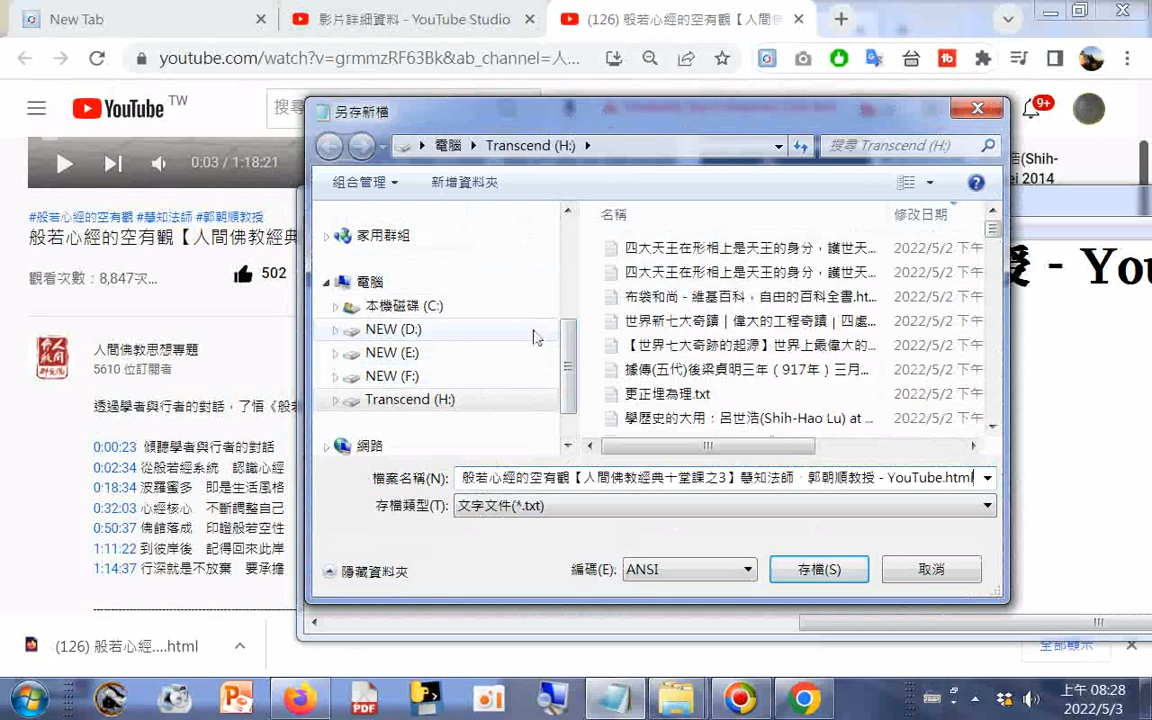 New Tab
影片詳細資料 - YouTube Studio
(126) 般若心經的空有觀【人間
youtube.com/watch?v=grmmzRF63Bk&ab_channel=人...
YouTube TW
搜尋
9+
另存新檔
電腦 Transcend (H:)
搜尋 Transcend (H:)
組合管理
新增資料夾
0:03 / 1:18:21
浩(Shih-
ei 2014
#般若心經的空有觀 #慧知法師 #郭朝順教授
般若心經的空有觀【人間佛教經典
觀看次數：8,847次...
502
人間佛教思想專題
5610 位訂閱者
透過學者與行者的對話，了悟《般若
0:00:23 傾聽學者與行者的對話
0:02:34 從般若經系統 認識心經
0:18:34 波羅蜜多 即是生活風格
0:32:03 心經核心 不斷調整自己
0:50:37 佛館落成 印證般若空性
1:11:22 到彼岸後 記得回來此岸
1:14:37 行深就是不放棄 要承擔
家用群組
電腦
本機磁碟 (C:)
NEW (D:)
NEW (E:)
NEW (F:)
Transcend (H:)
網路
名稱 修改日期
四大天王在形相上是天王的身分，護世天... 2022/5/2 下午
四大天王在形相上是天王的身分，護世天... 2022/5/2 下午
布袋和尚 - 維基百科，自由的百科全書.ht... 2022/5/2 下午
世界新七大奇蹟 | 偉大的工程奇蹟 | 四處... 2022/5/2 下午
【世界七大奇跡的起源】世界上最偉大的... 2022/5/2 下午
據傳(五代)後梁貞明三年（917年）三月... 2022/5/2 下午
更正埋為理.txt 2022/5/2 下午
學歷史的大用：呂世浩(Shih-Hao Lu) at ... 2022/5/2 下午
檔案名稱(N): 般若心經的空有觀【人間佛教經典十堂課之3】慧知法師 郭朝順教授 - YouTube.html
存檔類型(T): 文字文件(*.txt)
隱藏資料夾
編碼(E): ANSI
存檔(S)
取消
授 - You
(126) 般若心經....html
全部顯示
上午 08:28
2022/5/3